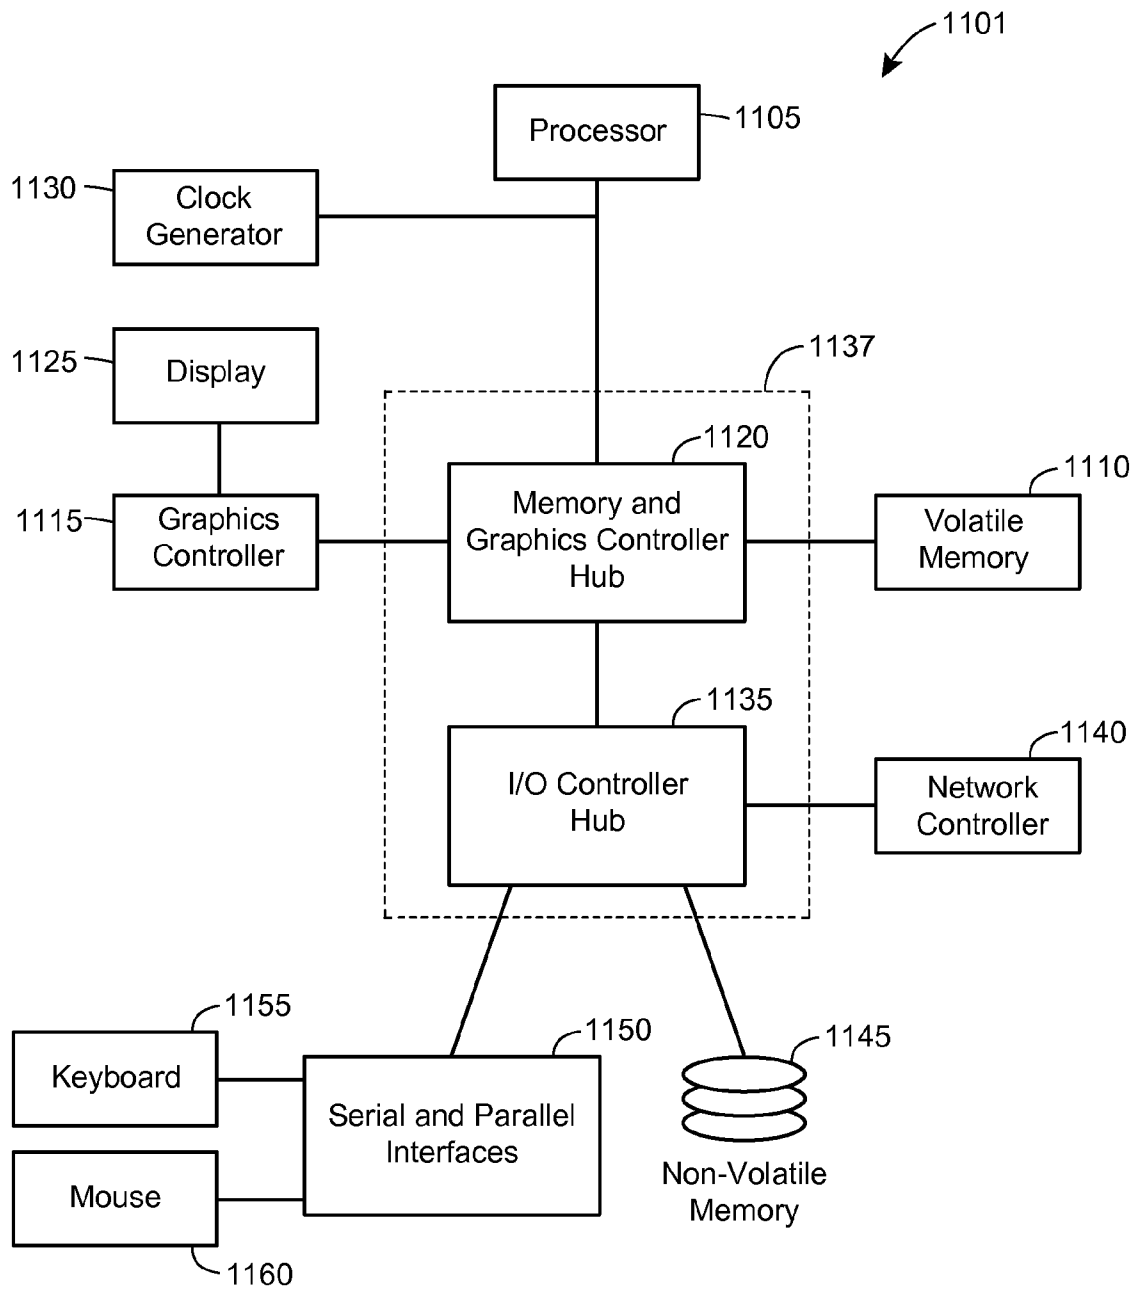 1101
Processor
1105
1130
Clock
Generator
1125
Display
1137
1120
1115
Graphics
Controller
Memory and
Graphics Controller
Hub
1110
Volatile
Memory
1135
I/O Controller
Hub
1140
Network
Controller
1155
Keyboard
1150
Serial and Parallel
Interfaces
1145
Non-Volatile
Memory
Mouse
1160